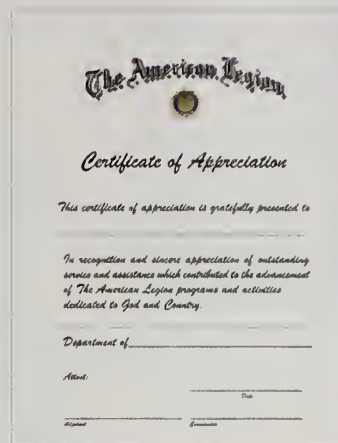 The American Legion
Certificate of Appreciation
This certificate of appreciation is gratefully presented to
In recognition and sincere appreciation of outstanding
service and assistance which contributed to the advancement
of The American Legion programs and activities
dedicated to God and Country.
Department of
Attest:
Date
Adjutant Commander